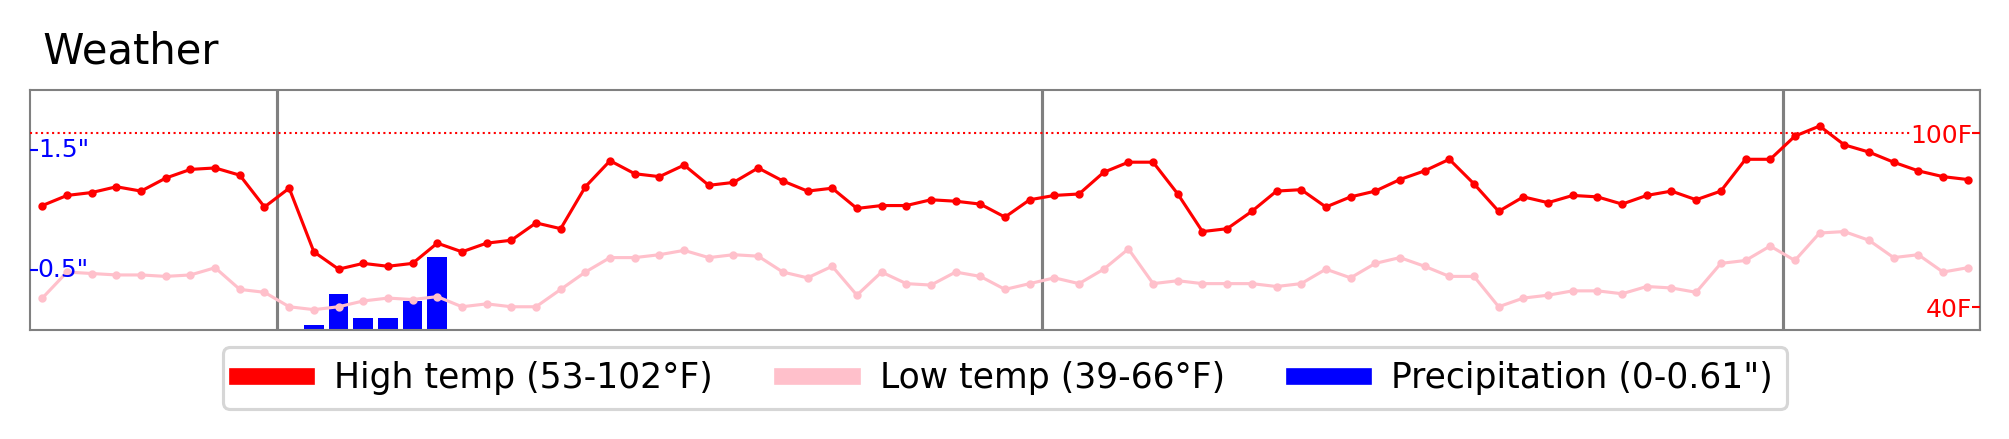 Weather
1.5"
100F
0.5"
40F
High temp (53-102°F)
Low temp (39-66°F)
Precipitation (0-0.61")